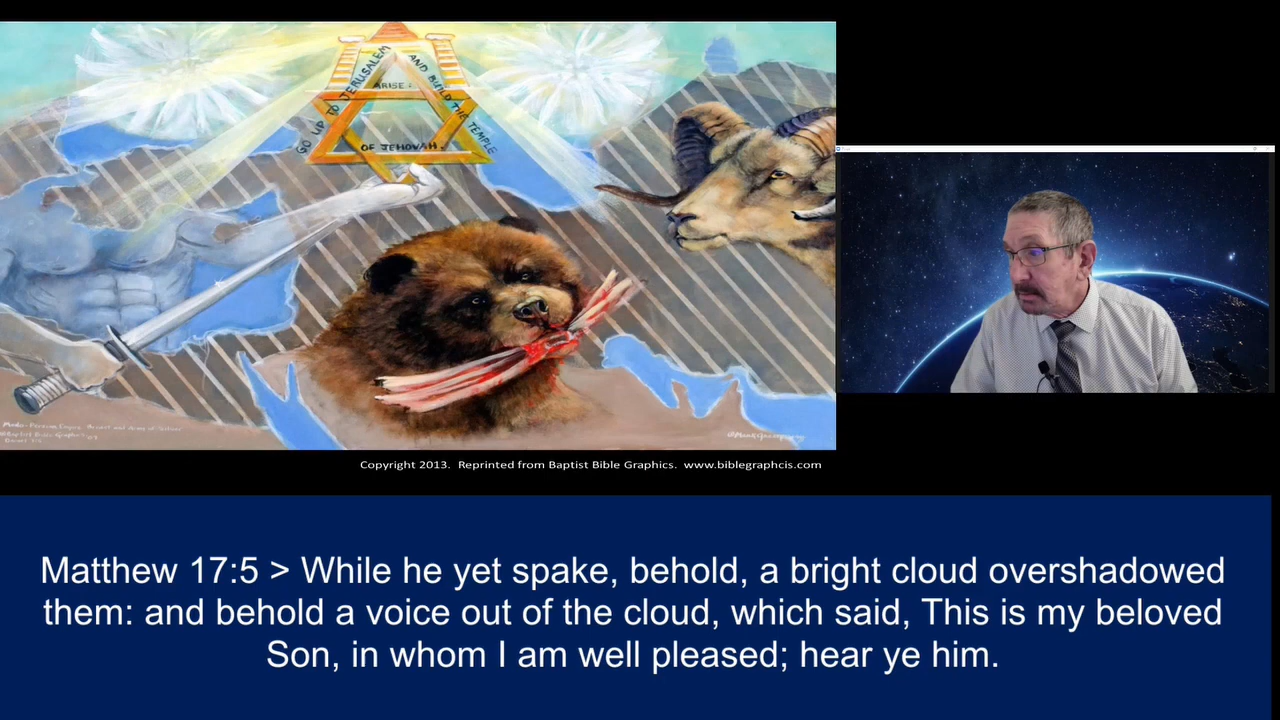 GO UP TO JERUSALEM
AND BUILD THE TEMPLE
ARISE:
OF JEHOVAH.
Copyright 2013. Reprinted from Baptist Bible Graphics. www.biblegraphcis.com
Matthew 17:5 > While he yet spake, behold, a bright cloud overshadowed
them: and behold a voice out of the cloud, which said, This is my beloved
Son, in whom I am well pleased; hear ye him.